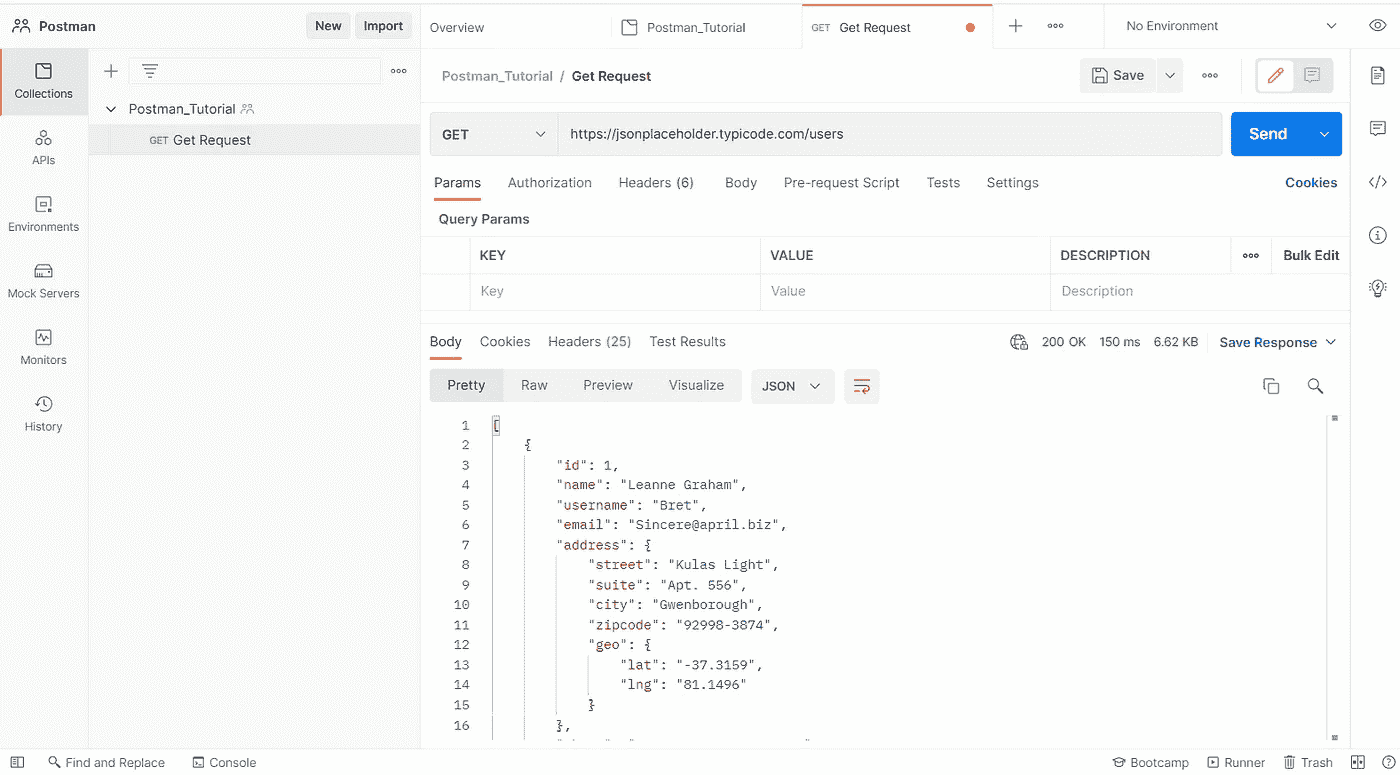 Postman New Import Overview Postman_Tutorial GET Get Request No Environment
Postman_Tutorial / Get Request Save
Collections
Postman_Tutorial
GET Get Request
GET https://jsonplaceholder.typicode.com/users Send
APIs
Params Authorization Headers (6) Body Pre-request Script Tests Settings Cookies
Query Params
Environments
KEY VALUE DESCRIPTION Bulk Edit
Key Value Description
Mock Servers
Body Cookies Headers (25) Test Results 200 OK 150 ms 6.62 KB Save Response
Monitors
Pretty Raw Preview Visualize JSON
History
1 [
2 {
3 "id": 1,
4 "name": "Leanne Graham",
5 "username": "Bret",
6 "email": "Sincere@april.biz",
7 "address": {
8 "street": "Kulas Light",
9 "suite": "Apt. 556",
10 "city": "Gwenborough",
11 "zipcode": "92998-3874",
12 "geo": {
13 "lat": "-37.3159",
14 "lng": "81.1496"
15 }
16 },
Find and Replace Console Bootcamp Runner Trash